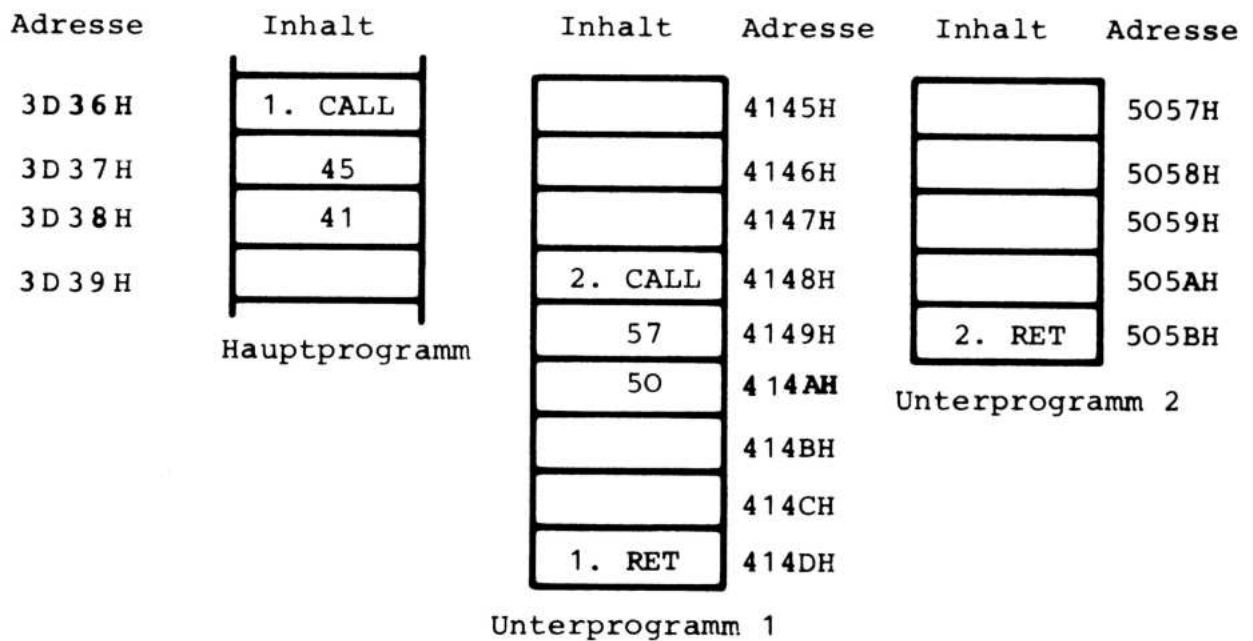 Adresse Inhalt Inhalt Adresse Inhalt Adresse
3D36H 1. CALL 4145H 5057H
3D37H 45 4146H 5058H
3D38H 41 4147H 5059H
3D39H 2. CALL 4148H 505AH
57 4149H 2. RET 505BH
Hauptprogramm
50 414AH
Unterprogramm 2
414BH
414CH
1. RET 414DH
Unterprogramm 1